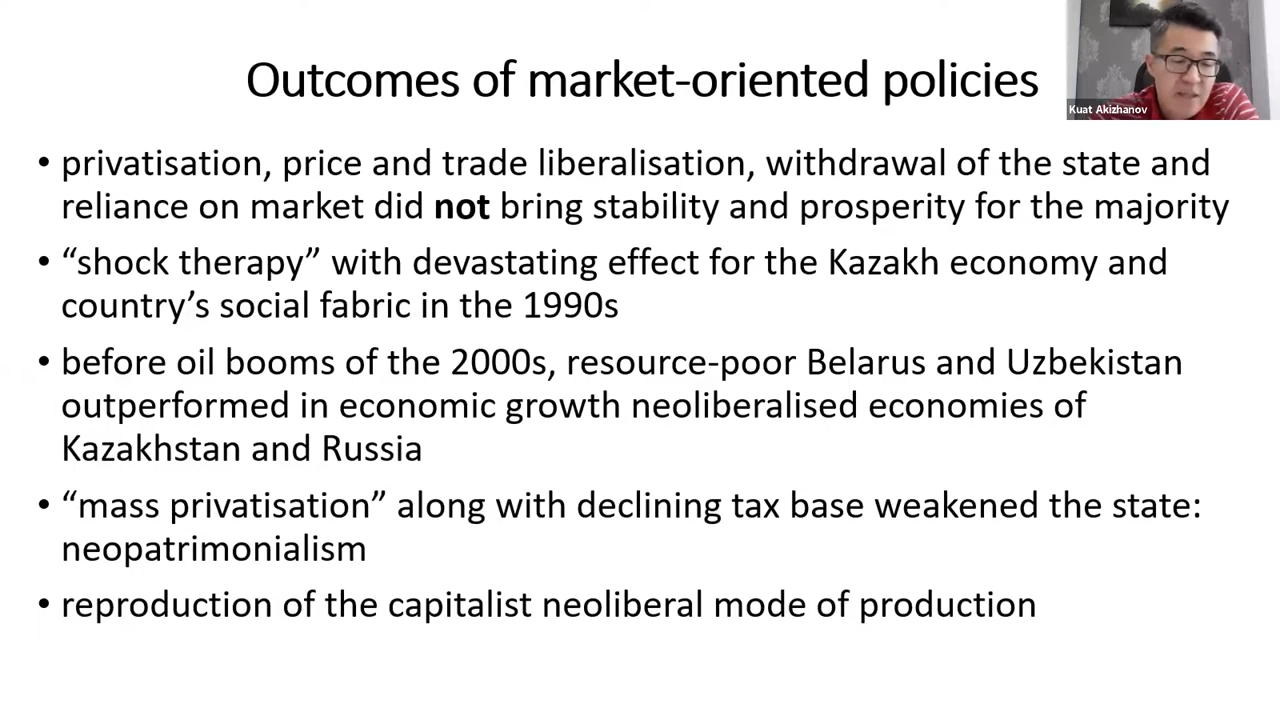 Outcomes of market-oriented policies
Kuat Akizhanov
• privatisation, price and trade liberalisation, withdrawal of the state and
reliance on market did not bring stability and prosperity for the majority
• “shock therapy” with devastating effect for the Kazakh economy and
country’s social fabric in the 1990s
• before oil booms of the 2000s, resource-poor Belarus and Uzbekistan
outperformed in economic growth neoliberalised economies of
Kazakhstan and Russia
• “mass privatisation” along with declining tax base weakened the state:
neopatrimonialism
• reproduction of the capitalist neoliberal mode of production